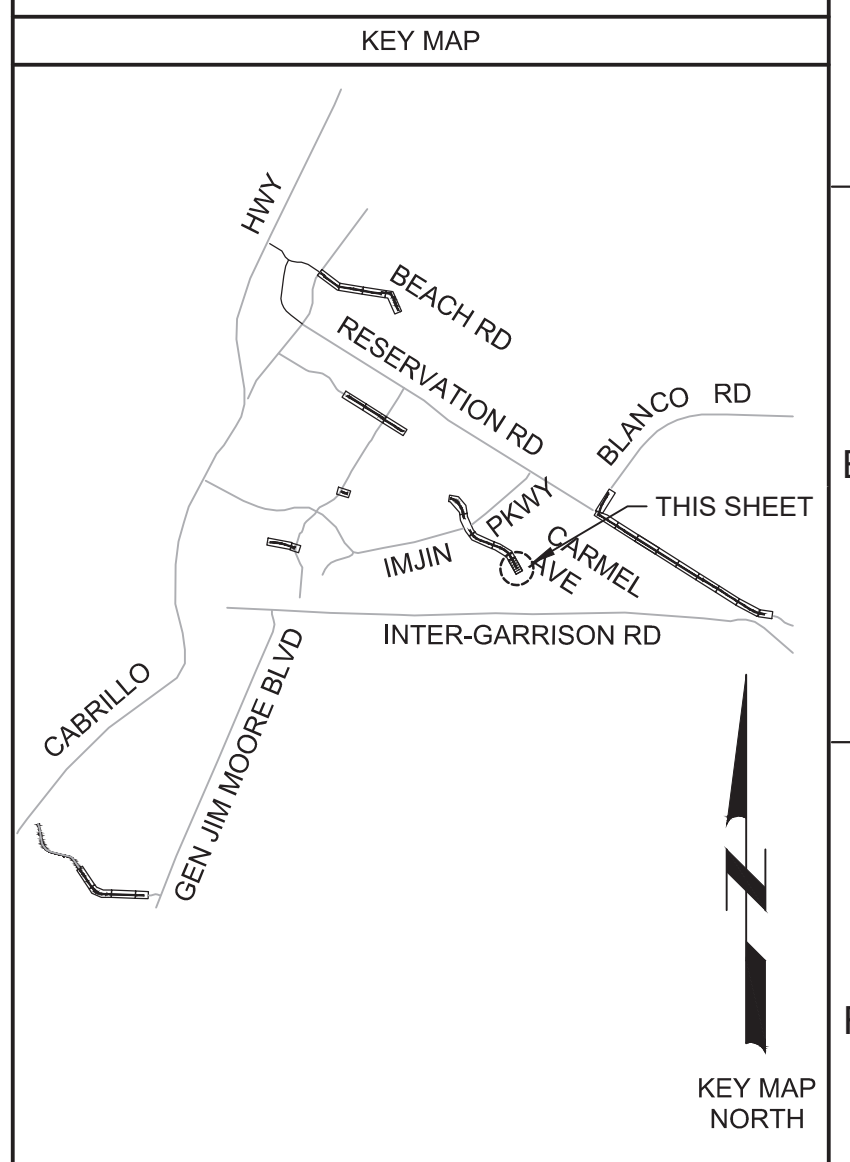 KEY MAP
HWY
BEACH RD
RESERVATION RD
BLANCO RD
THIS SHEET
PKWY
CARMEL
AVE
IMJIN
INTER-GARRISON RD
CABRILLO
GEN JIM MOORE BLVD
N
KEY MAP
NORTH